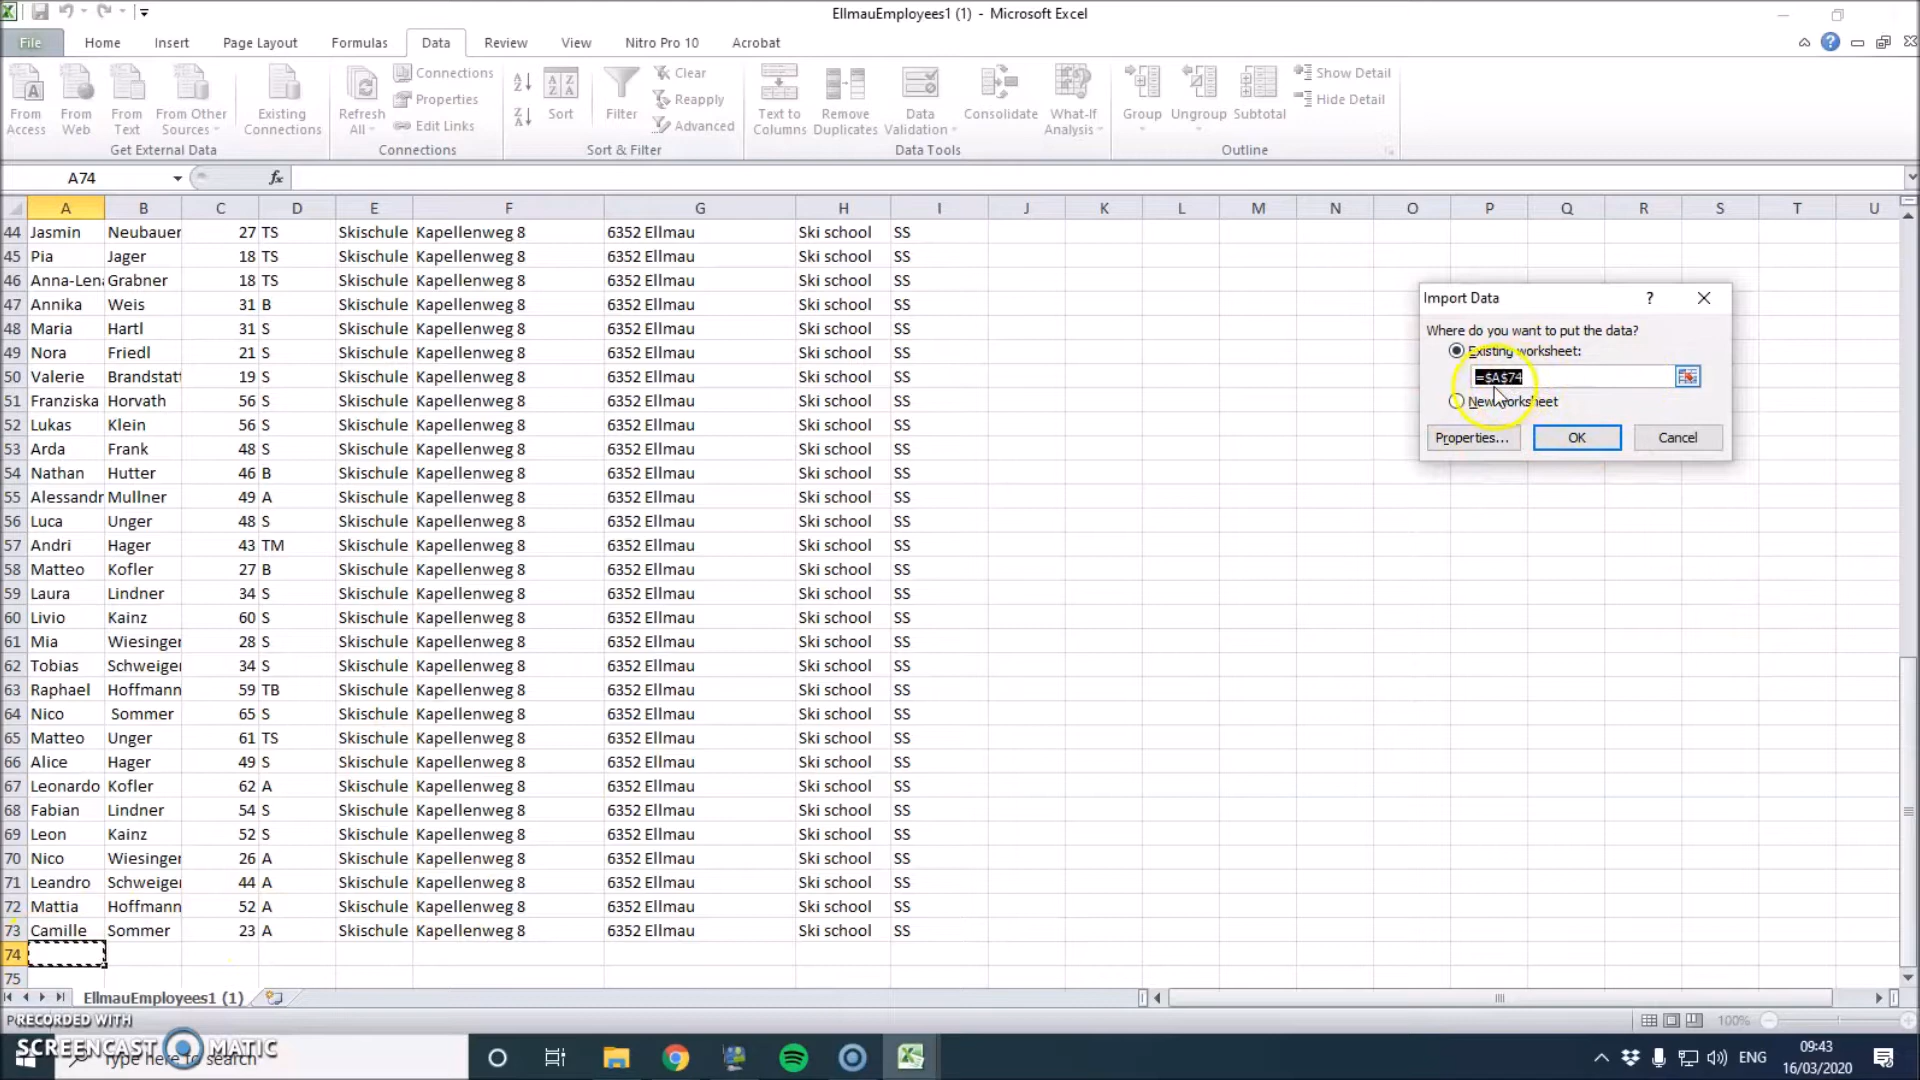 EllmauEmployees1 (1) - Microsoft Excel
File Home Insert Page Layout Formulas Data Review View Nitro Pro 10 Acrobat
From Access
From Web
From Text
From Other Sources
Existing Connections
Get External Data
Refresh All
Connections
Properties
Edit Links
Connections
Sort
Filter
Clear
Reapply
Advanced
Sort & Filter
Text to Columns
Remove Duplicates
Data Validation
Consolidate
What-If Analysis
Data Tools
Group
Ungroup
Subtotal
Show Detail
Hide Detail
Outline
A74 fx
A B C D E F G H I J K L M N O P Q R S T U
44 Jasmin Neubauer 27 TS Skischule Kapellenweg 8 6352 Ellmau Ski school SS
45 Pia Jager 18 TS Skischule Kapellenweg 8 6352 Ellmau Ski school SS
46 Anna-Lena Grabner 18 TS Skischule Kapellenweg 8 6352 Ellmau Ski school SS
47 Annika Weis 31 B Skischule Kapellenweg 8 6352 Ellmau Ski school SS
48 Maria Hartl 31 S Skischule Kapellenweg 8 6352 Ellmau Ski school SS
49 Nora Friedl 21 S Skischule Kapellenweg 8 6352 Ellmau Ski school SS
50 Valerie Brandstatt 19 S Skischule Kapellenweg 8 6352 Ellmau Ski school SS
51 Franziska Horvath 56 S Skischule Kapellenweg 8 6352 Ellmau Ski school SS
52 Lukas Klein 56 S Skischule Kapellenweg 8 6352 Ellmau Ski school SS
53 Arda Frank 48 S Skischule Kapellenweg 8 6352 Ellmau Ski school SS
54 Nathan Hutter 46 B Skischule Kapellenweg 8 6352 Ellmau Ski school SS
55 Alessandr Mullner 49 A Skischule Kapellenweg 8 6352 Ellmau Ski school SS
56 Luca Unger 48 S Skischule Kapellenweg 8 6352 Ellmau Ski school SS
57 Andri Hager 43 TM Skischule Kapellenweg 8 6352 Ellmau Ski school SS
58 Matteo Kofler 27 B Skischule Kapellenweg 8 6352 Ellmau Ski school SS
59 Laura Lindner 34 S Skischule Kapellenweg 8 6352 Ellmau Ski school SS
60 Livio Kainz 60 S Skischule Kapellenweg 8 6352 Ellmau Ski school SS
61 Mia Wiesinger 28 S Skischule Kapellenweg 8 6352 Ellmau Ski school SS
62 Tobias Schweiger 34 S Skischule Kapellenweg 8 6352 Ellmau Ski school SS
63 Raphael Hoffmann 59 TB Skischule Kapellenweg 8 6352 Ellmau Ski school SS
64 Nico Sommer 65 S Skischule Kapellenweg 8 6352 Ellmau Ski school SS
65 Matteo Unger 61 TS Skischule Kapellenweg 8 6352 Ellmau Ski school SS
66 Alice Hager 49 S Skischule Kapellenweg 8 6352 Ellmau Ski school SS
67 Leonardo Kofler 62 A Skischule Kapellenweg 8 6352 Ellmau Ski school SS
68 Fabian Lindner 54 S Skischule Kapellenweg 8 6352 Ellmau Ski school SS
69 Leon Kainz 52 S Skischule Kapellenweg 8 6352 Ellmau Ski school SS
70 Nico Wiesinger 26 A Skischule Kapellenweg 8 6352 Ellmau Ski school SS
71 Leandro Schweiger 44 A Skischule Kapellenweg 8 6352 Ellmau Ski school SS
72 Mattia Hoffmann 52 A Skischule Kapellenweg 8 6352 Ellmau Ski school SS
73 Camille Sommer 23 A Skischule Kapellenweg 8 6352 Ellmau Ski school SS
74
75
Import Data ?
Where do you want to put the data?
Existing worksheet:
=$A$74
New worksheet
Properties... OK Cancel
EllmauEmployees1 (1)
RECORDED WITH
SCREENCAST MATIC
Type here to search
100%
ENG
09:43
16/03/2020